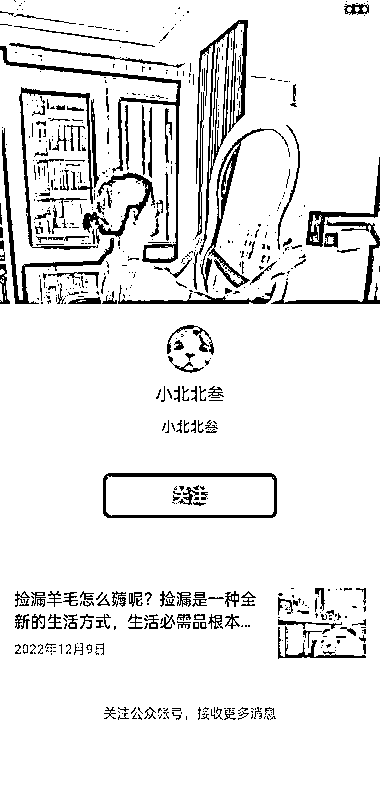 小北北叁
小北北叁
关注
捡漏羊毛怎么薅呢？捡漏是一种全
新的生活方式，生活必需品根本...
2022年12月9日
关注公众账号，接收更多消息